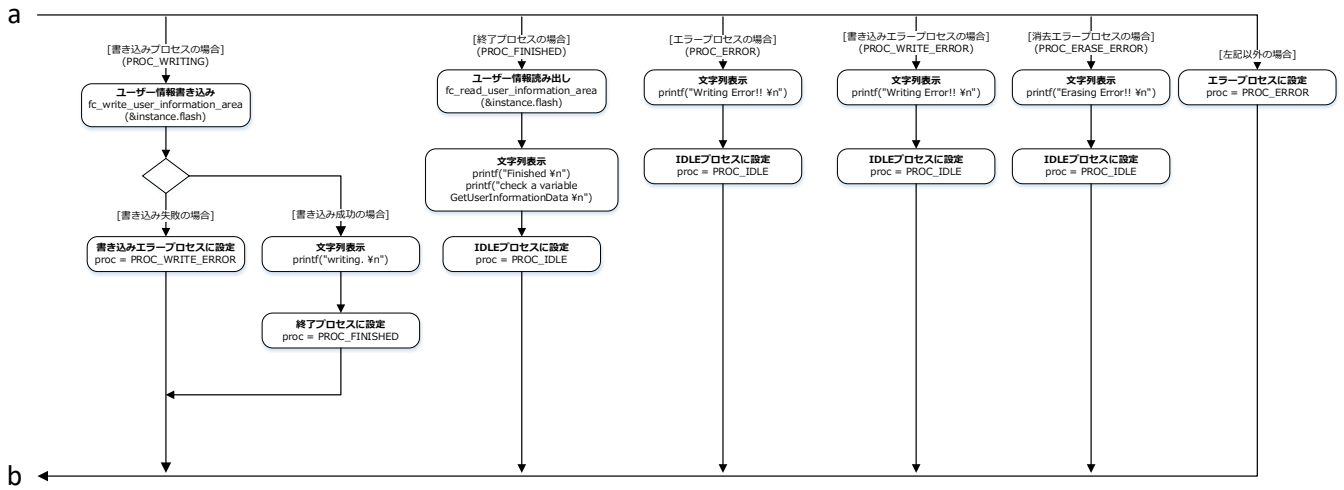 a
[書き込みプロセスの場合]
(PROC_WRITING)
ユーザー情報書き込み
fc_write_user_information_area
(&instance.flash)
[書き込み失敗の場合]
書き込みエラープロセスに設定
proc = PROC_WRITE_ERROR
[書き込み成功の場合]
文字列表示
printf("writing. ¥n")
終了プロセスに設定
proc = PROC_FINISHED
[終了プロセスの場合]
(PROC_FINISHED)
ユーザー情報読み出し
fc_read_user_information_area
(&instance.flash)
文字列表示
printf("Finished ¥n")
printf("check a variable
GetUserInformationData ¥n")
IDLEプロセスに設定
proc = PROC_IDLE
[エラープロセスの場合]
(PROC_ERROR)
文字列表示
printf("Writing Error!! ¥n")
IDLEプロセスに設定
proc = PROC_IDLE
[書き込みエラープロセスの場合]
(PROC_WRITE_ERROR)
文字列表示
printf("Writing Error!! ¥n")
IDLEプロセスに設定
proc = PROC_IDLE
[消去エラープロセスの場合]
(PROC_ERASE_ERROR)
文字列表示
printf("Erasing Error!! ¥n")
IDLEプロセスに設定
proc = PROC_IDLE
[左記以外の場合]
エラープロセスに設定
proc = PROC_ERROR
b